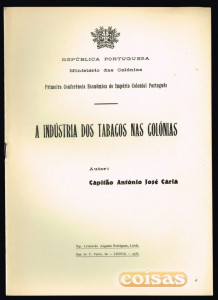 REPÚBLICA PORTUGUESA
Ministério das Colónias
Primeira Conferência Económica do Império Colonial Português
A INDÚSTRIA DOS TABACOS NAS COLÓNIAS
Autor:
Capitão António José Caria
coisas